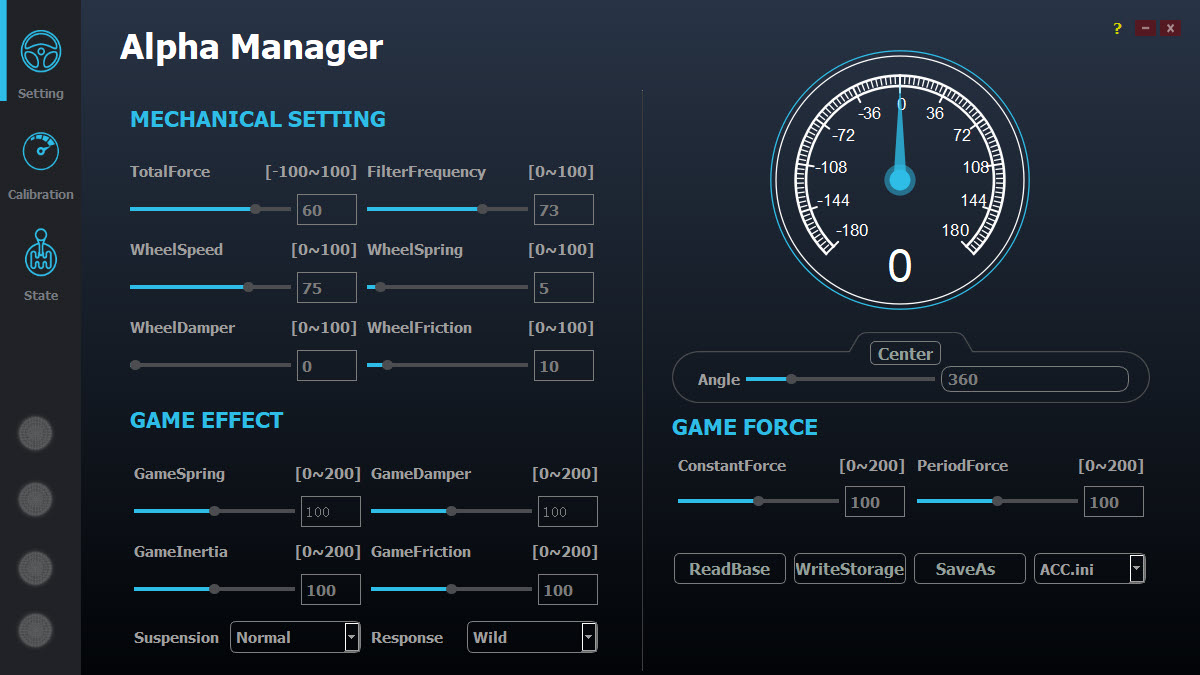 Alpha Manager
? – x
Setting
Calibration
State
MECHANICAL SETTING
TotalForce [-100~100] FilterFrequency [0~100]
60 73
WheelSpeed [0~100] WheelSpring [0~100]
75 5
WheelDamper [0~100] WheelFriction [0~100]
0 10
GAME EFFECT
GameSpring [0~200] GameDamper [0~200]
100 100
GameInertia [0~200] GameFriction [0~200]
100 100
Suspension Normal Response Wild
-36 0 36
-72 72
-108 108
-144 144
-180 180
0
Center
Angle 360
GAME FORCE
ConstantForce [0~200] PeriodForce [0~200]
100 100
ReadBase WriteStorage SaveAs ACC.ini